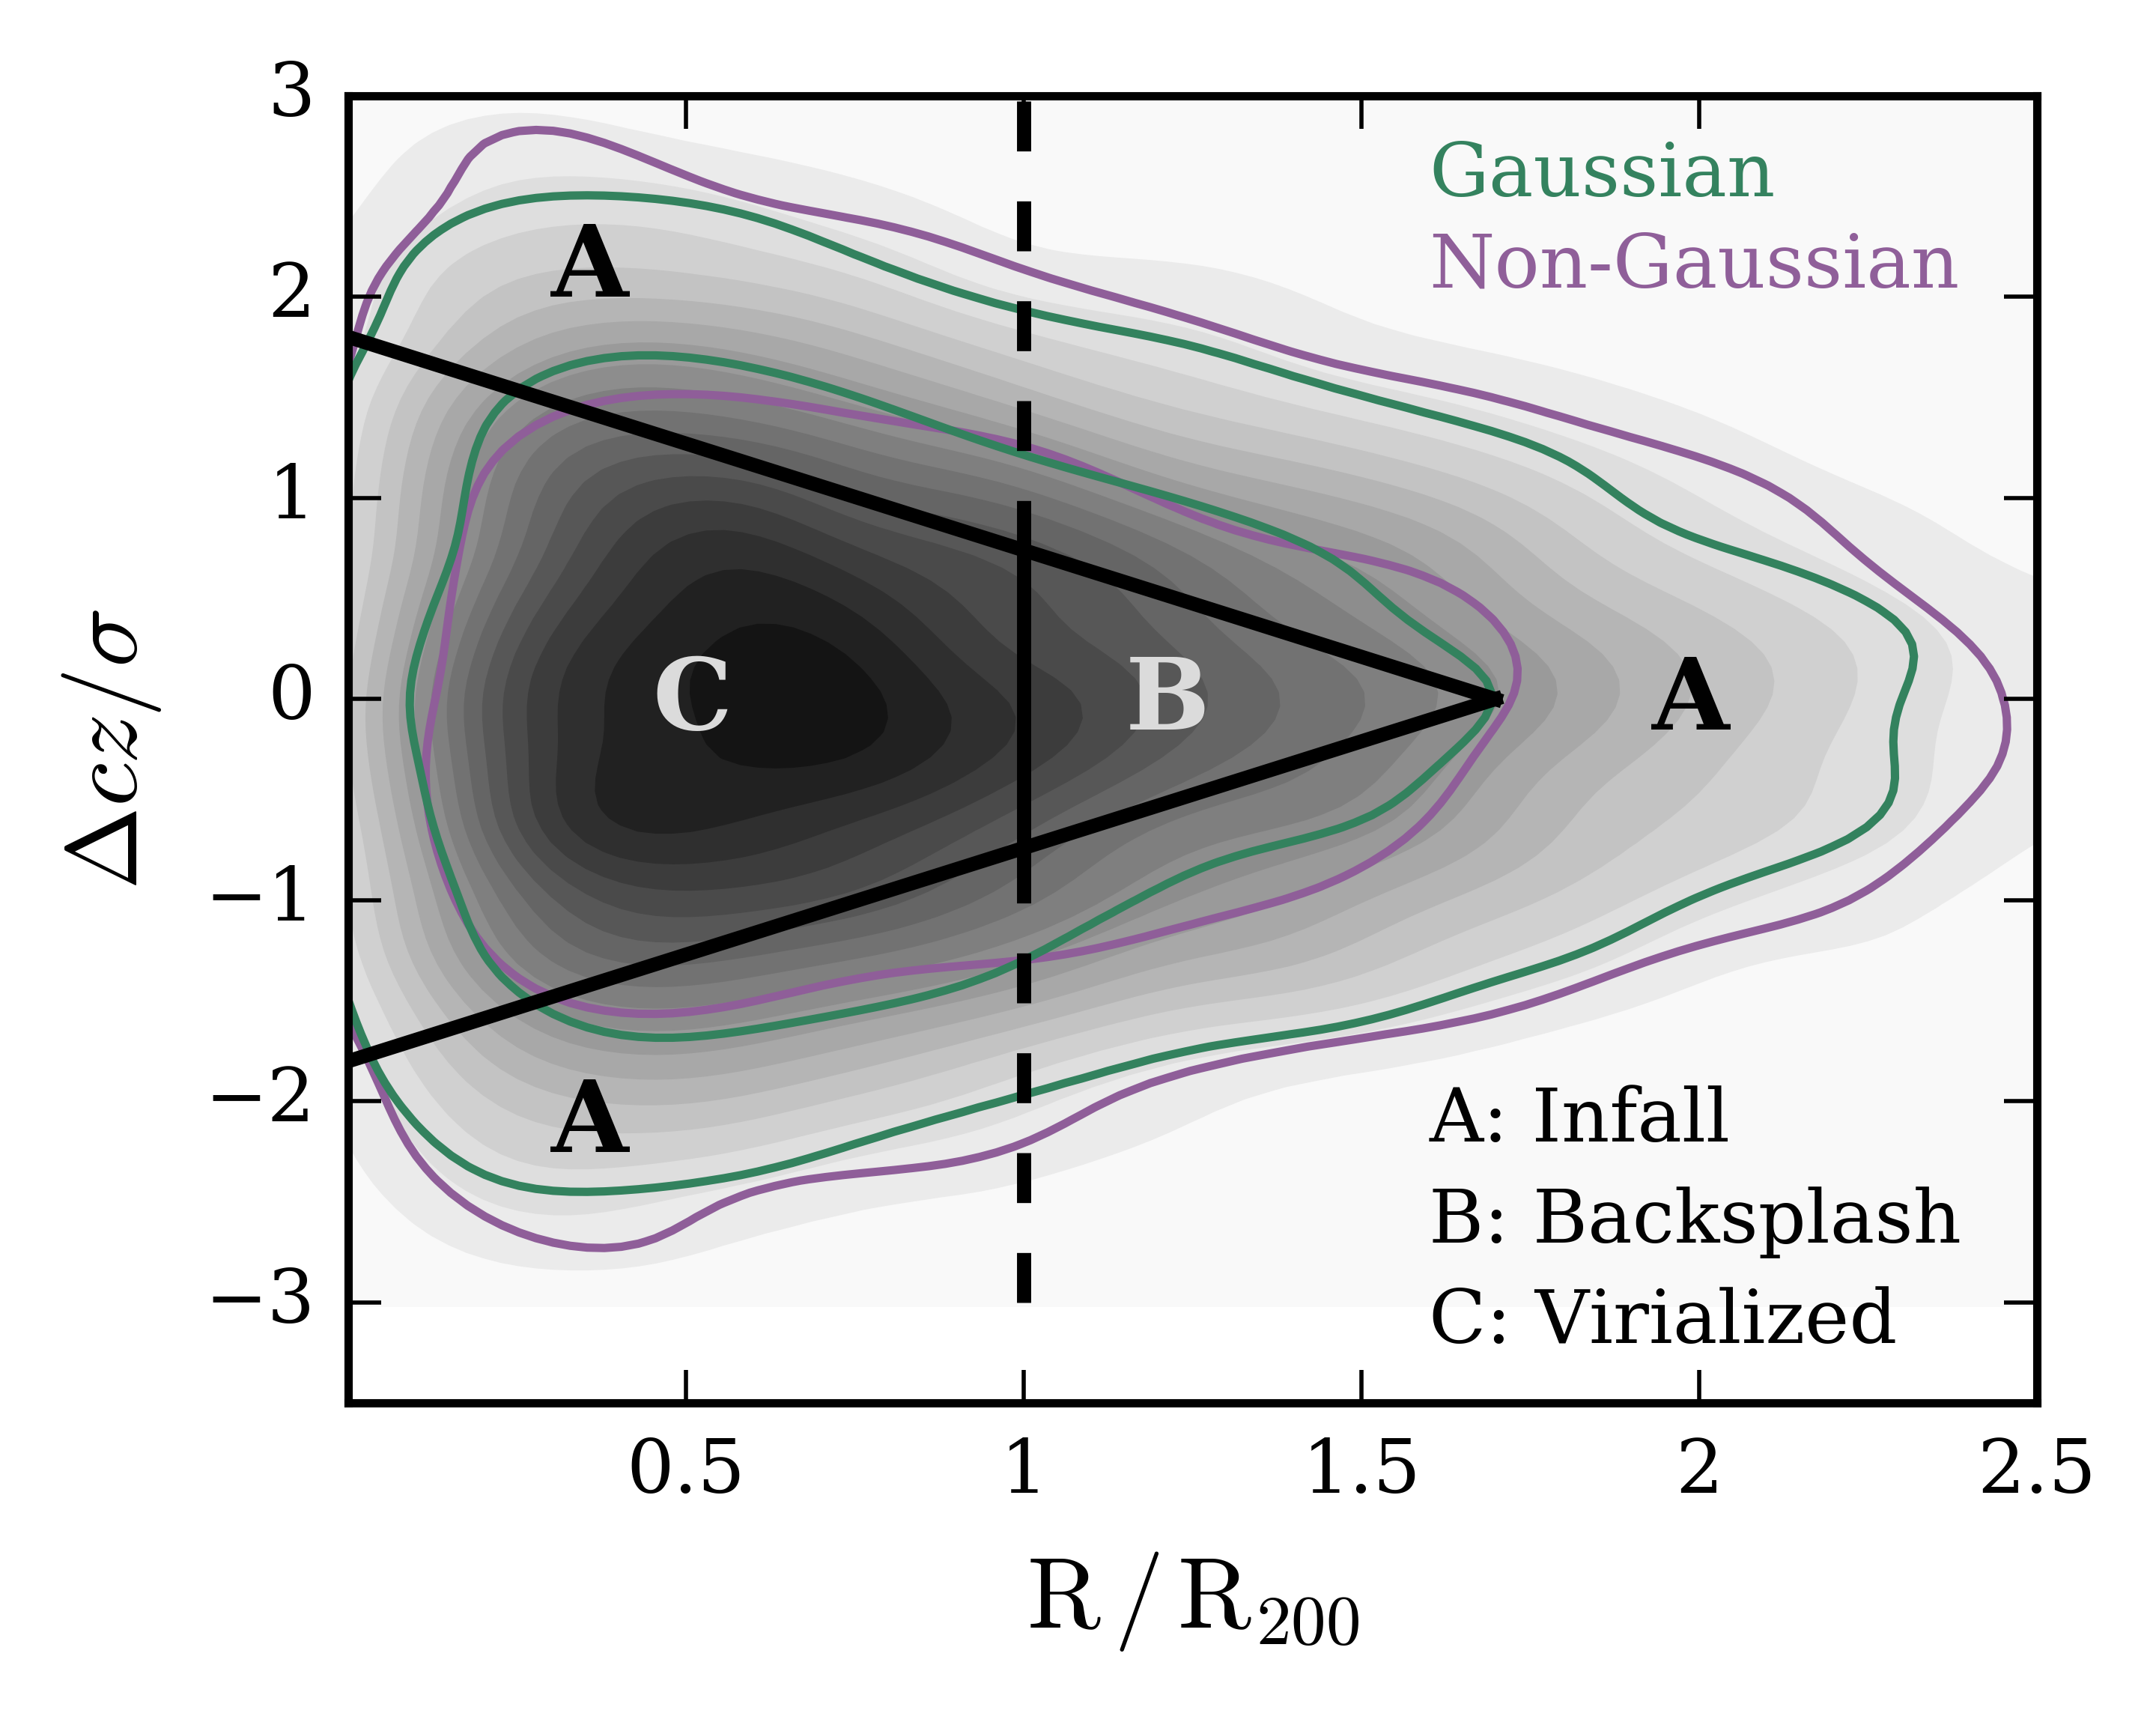 3
2
1
0
−1
−2
−3
Δcz/σ
Gaussian
Non-Gaussian
A
C
B
A
A
A: Infall
B: Backsplash
C: Virialized
0.5
1
1.5
2
2.5
R/R₂₀₀